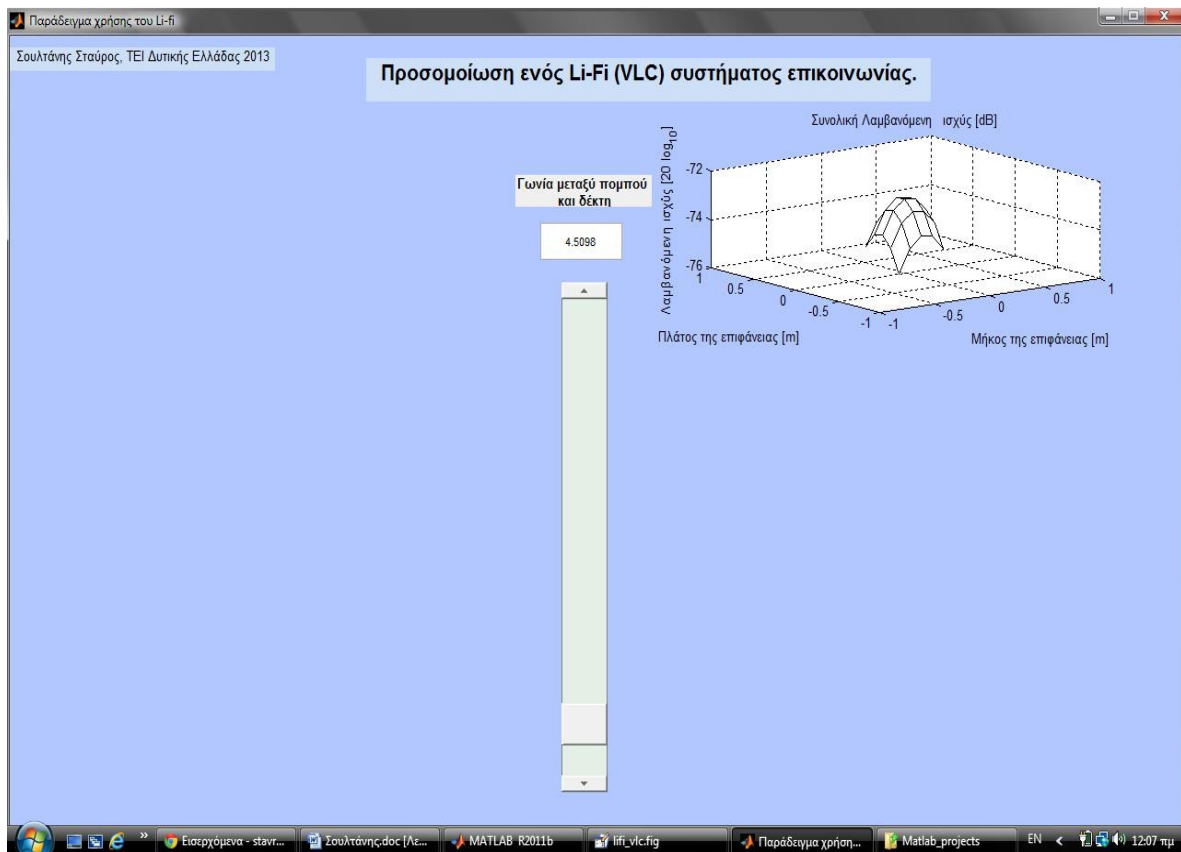 Παράδειγμα χρήσης του Li-fi
Σουλτάνης Σταύρος, ΤΕΙ Δυτικής Ελλάδας 2013
Προσομοίωση ενός Li-Fi (VLC) συστήματος επικοινωνίας.
Γωνία μεταξύ πομπού
και δέκτη
4.5098
Συνολική Λαμβανόμενη ισχύς [dB]
Λαμβανόμενη ισχύς [20 log10]
-72
-74
-76
1
0.5
0
-0.5
-1
Πλάτος της επιφάνειας [m]
-1
-0.5
0
0.5
1
Μήκος της επιφάνειας [m]
» Εισερχόμενα - stavr... Σουλτάνης.doc [Λε... MATLAB R2011b lifi_vlc.fig Παράδειγμα χρήση... Matlab_projects EN 12:07 πμ